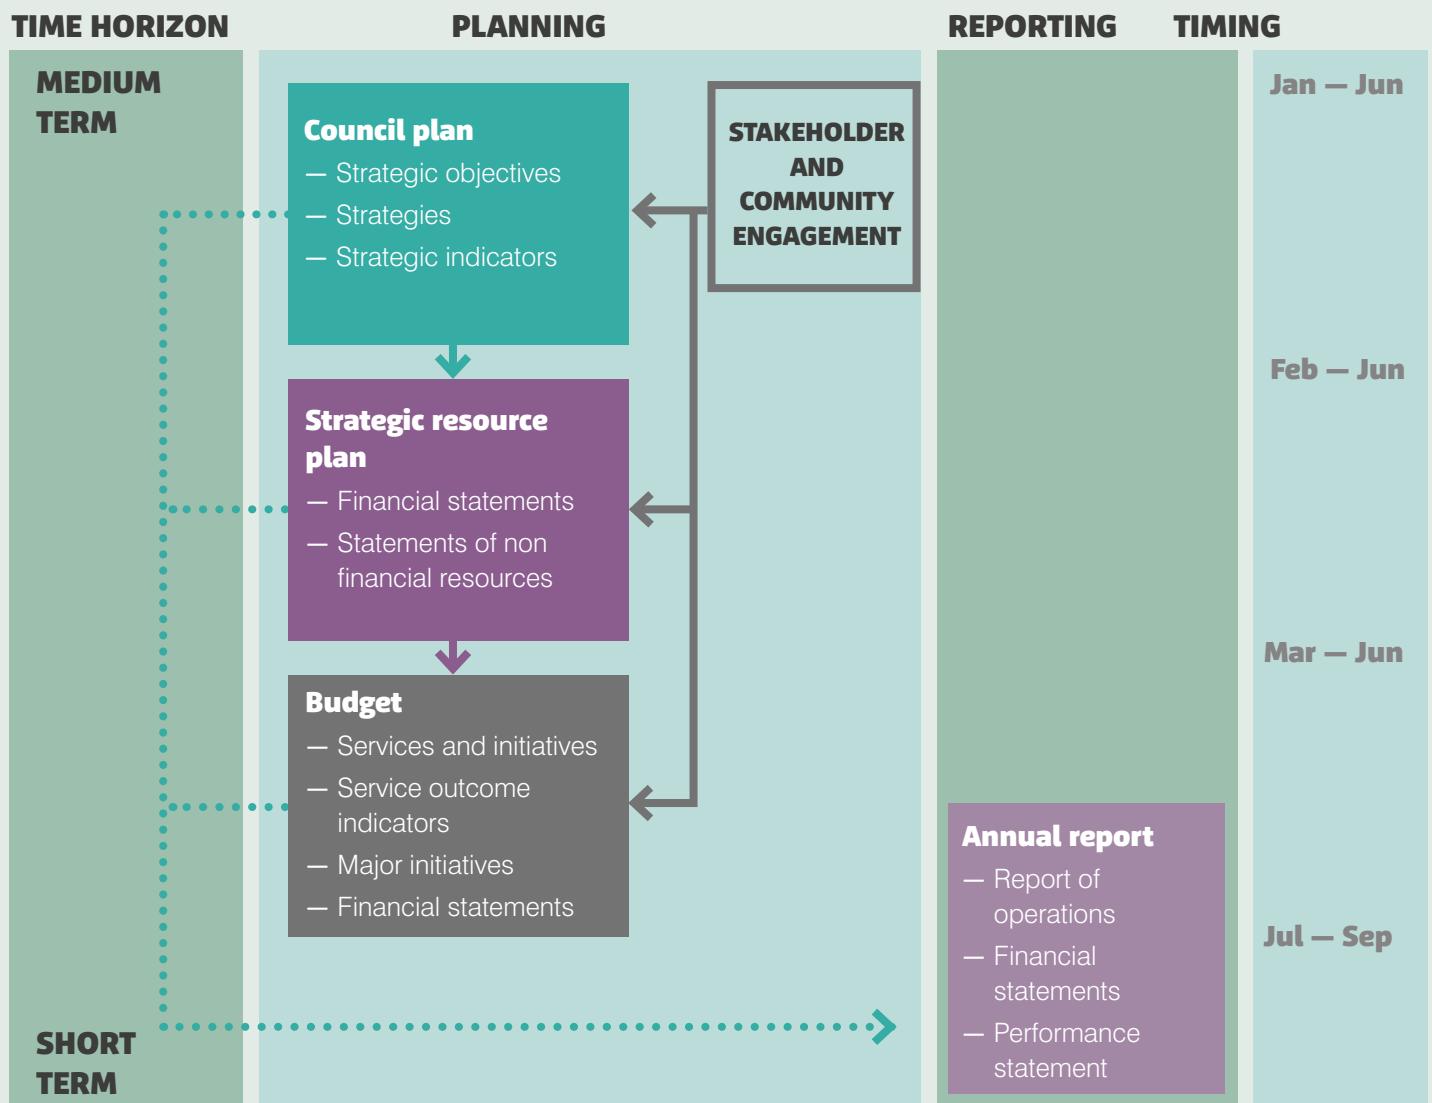 TIME HORIZON
PLANNING
REPORTING
TIMING
MEDIUM
TERM
Council plan
— Strategic objectives
— Strategies
— Strategic indicators
STAKEHOLDER
AND
COMMUNITY
ENGAGEMENT
Jan — Jun
Strategic resource
plan
— Financial statements
— Statements of non
financial resources
Feb — Jun
Budget
— Services and initiatives
— Service outcome
indicators
— Major initiatives
— Financial statements
Mar — Jun
Annual report
— Report of
operations
— Financial
statements
— Performance
statement
Jul — Sep
SHORT
TERM